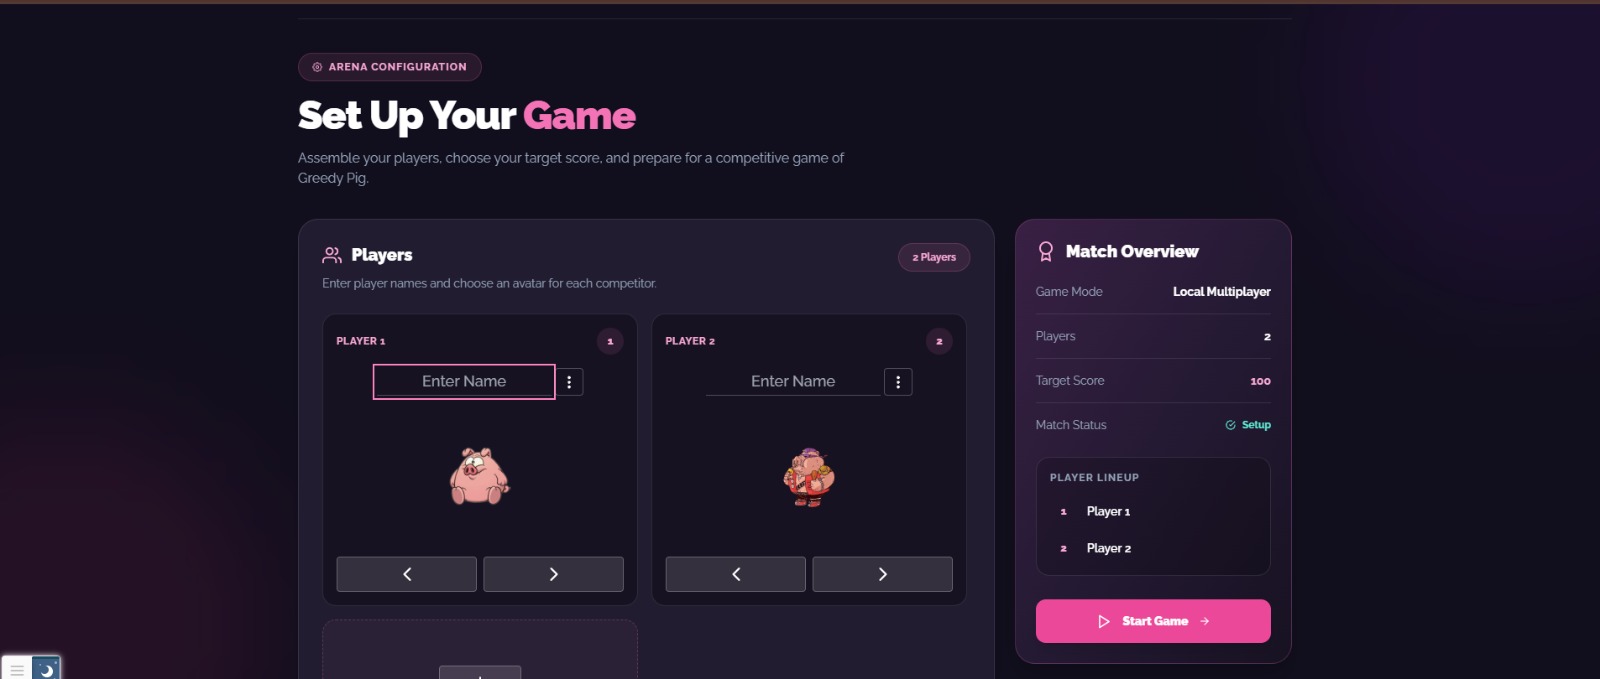 ARENA CONFIGURATION
Set Up Your Game
Assemble your players, choose your target score, and prepare for a competitive game of
Greedy Pig.
Players
2 Players
Enter player names and choose an avatar for each competitor.
PLAYER 1
1
Enter Name
PLAYER 2
2
Enter Name
Match Overview
Game Mode
Local Multiplayer
Players
2
Target Score
100
Match Status
Setup
PLAYER LINEUP
1 Player 1
2 Player 2
Start Game